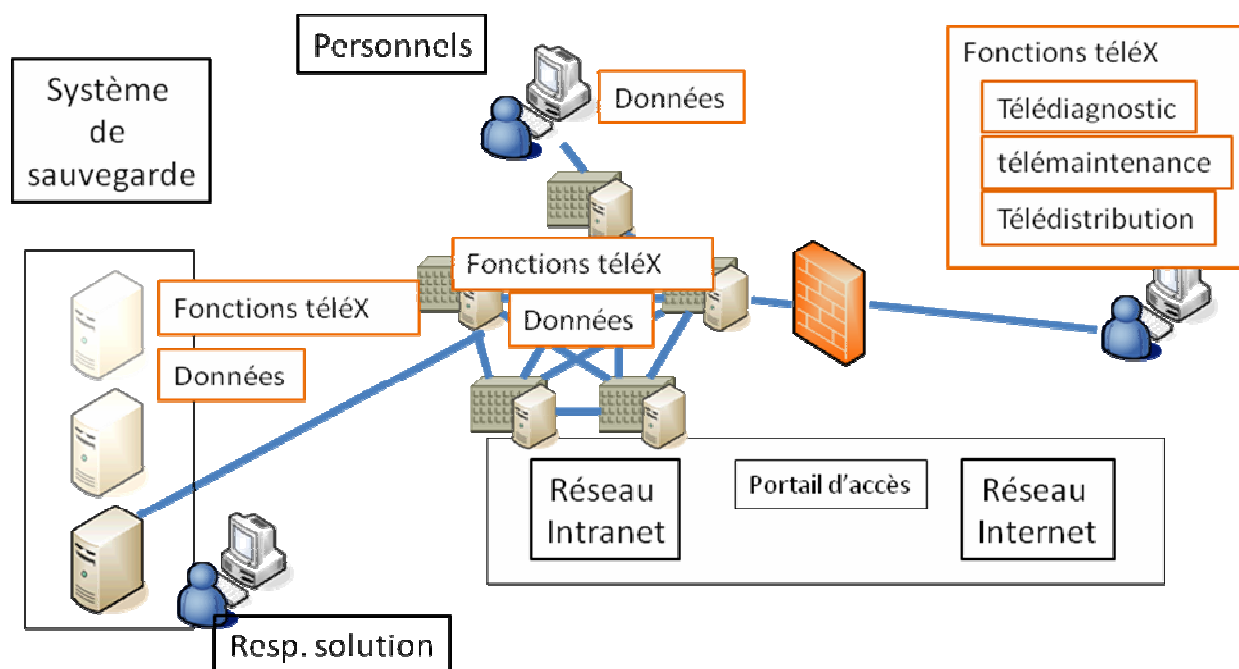 Personnels
Données
Système
de
sauvegarde
Fonctions téléX
Télédiagnostic
télémaintenance
Télédistribution
Fonctions téléX
Données
Fonctions téléX
Données
Réseau
Intranet
Portail d'accès
Réseau
Internet
Resp. solution